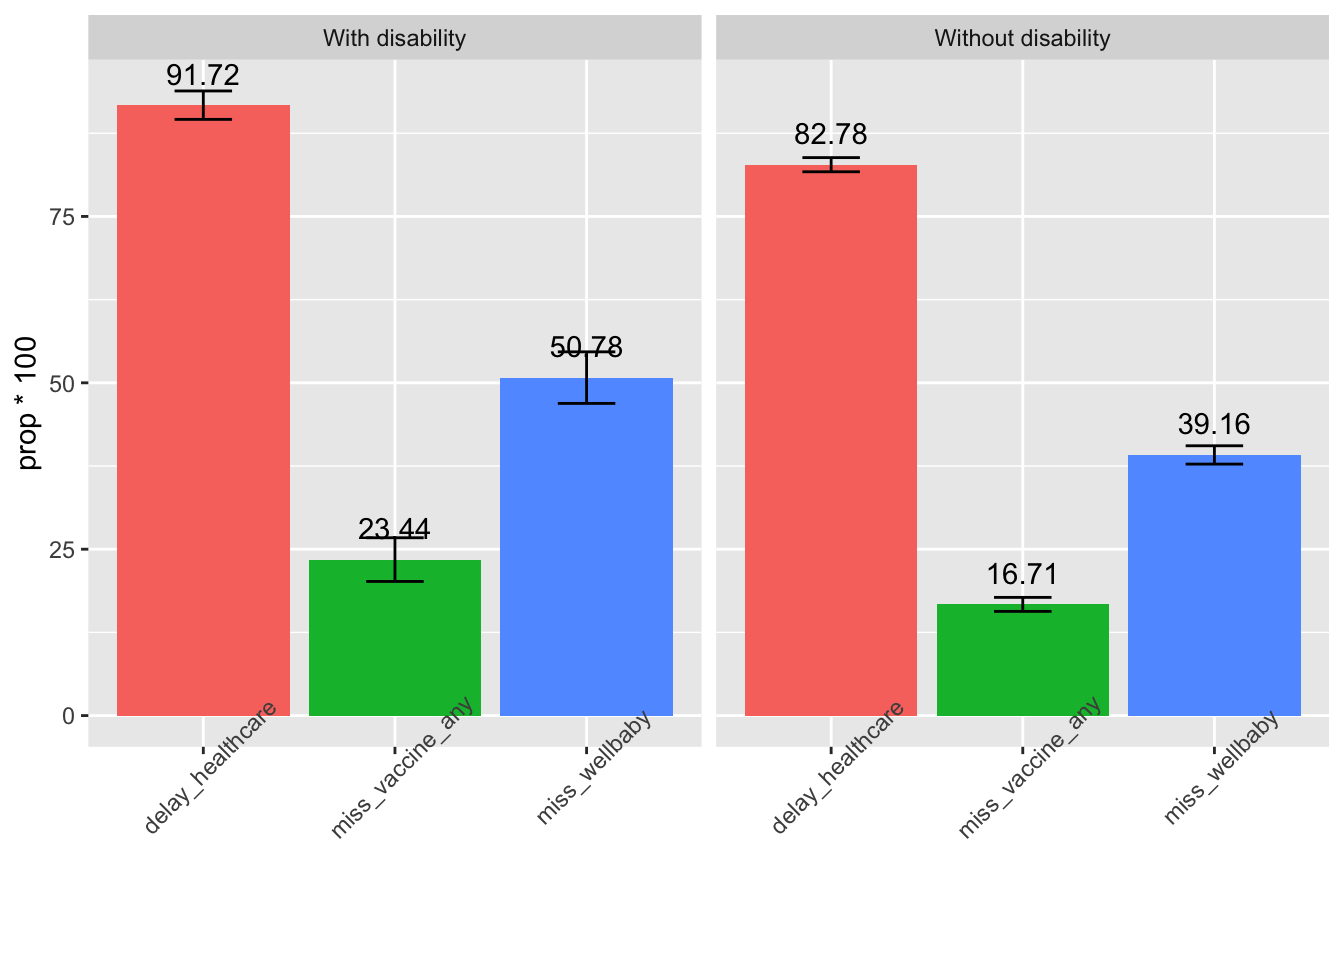 With disability
Without disability
91.72
82.78
75
50.78
50
39.16
23.44
25
16.71
0
prop * 100
delay_healthcare
miss_vaccine_any
miss_wellbaby
delay_healthcare
miss_vaccine_any
miss_wellbaby